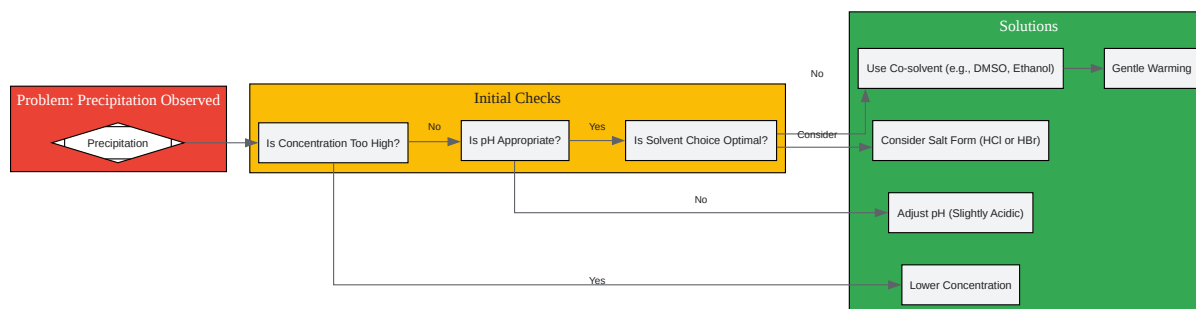 Problem: Precipitation Observed
Precipitation
Initial Checks
Is Concentration Too High?
No
Is pH Appropriate?
Yes
Is Solvent Choice Optimal?
No
Consider
No
Yes
Solutions
Use Co-solvent (e.g., DMSO, Ethanol)
Gentle Warming
Consider Salt Form (HCl or HBr)
Adjust pH (Slightly Acidic)
Lower Concentration